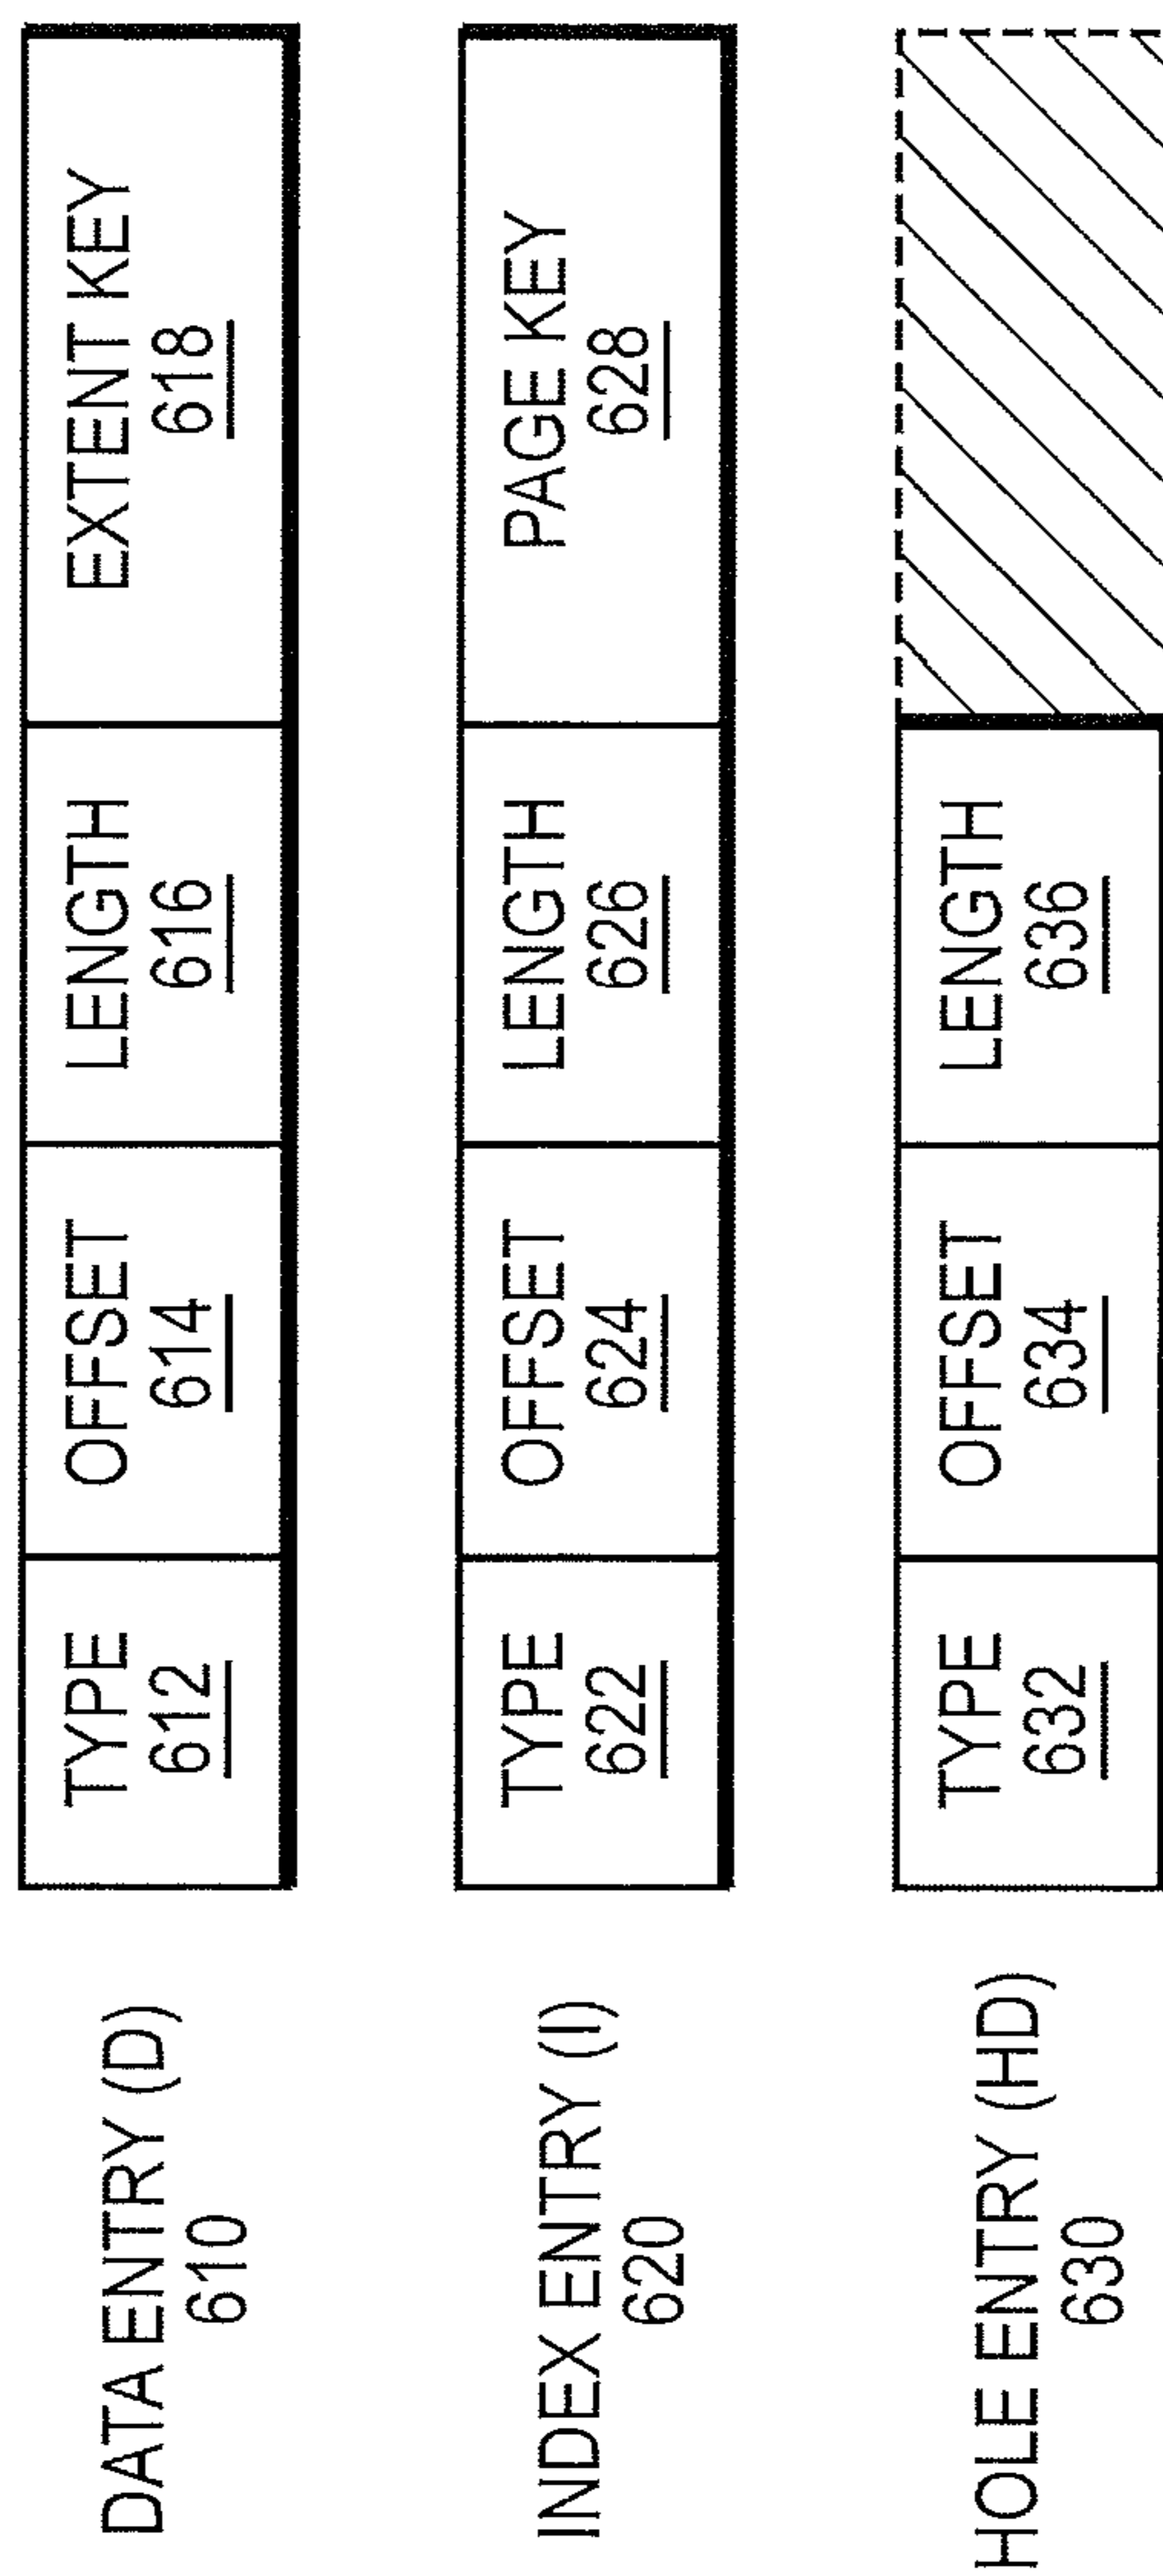 DATA ENTRY (D)
610
TYPE
612
OFFSET
614
LENGTH
616
EXTENT KEY
618
INDEX ENTRY (I)
620
TYPE
622
OFFSET
624
LENGTH
626
PAGE KEY
628
HOLE ENTRY (HD)
630
TYPE
632
OFFSET
634
LENGTH
636